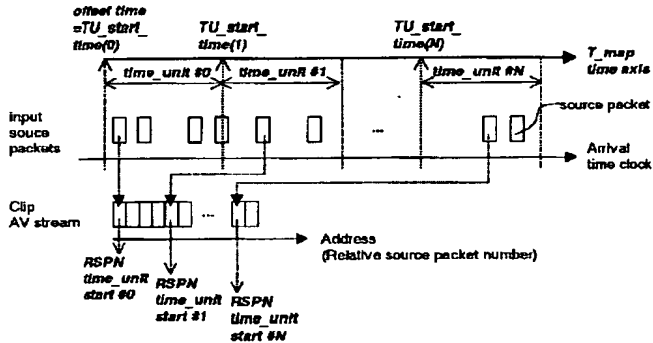 offset time
=TU_start_
time(0)
TU_start_
time(1)
TU_start_
time(N)
T_map
time axis
time_unit #0
time_unit #1
time_unit #N
input
souce
packets
...
source packet
Arrival
time clock
Clip
AV stream
...
Address
(Relative source packet number)
RSPN
time_unit
start #0
RSPN
time_unit
start #1
RSPN
time_unit
start #N